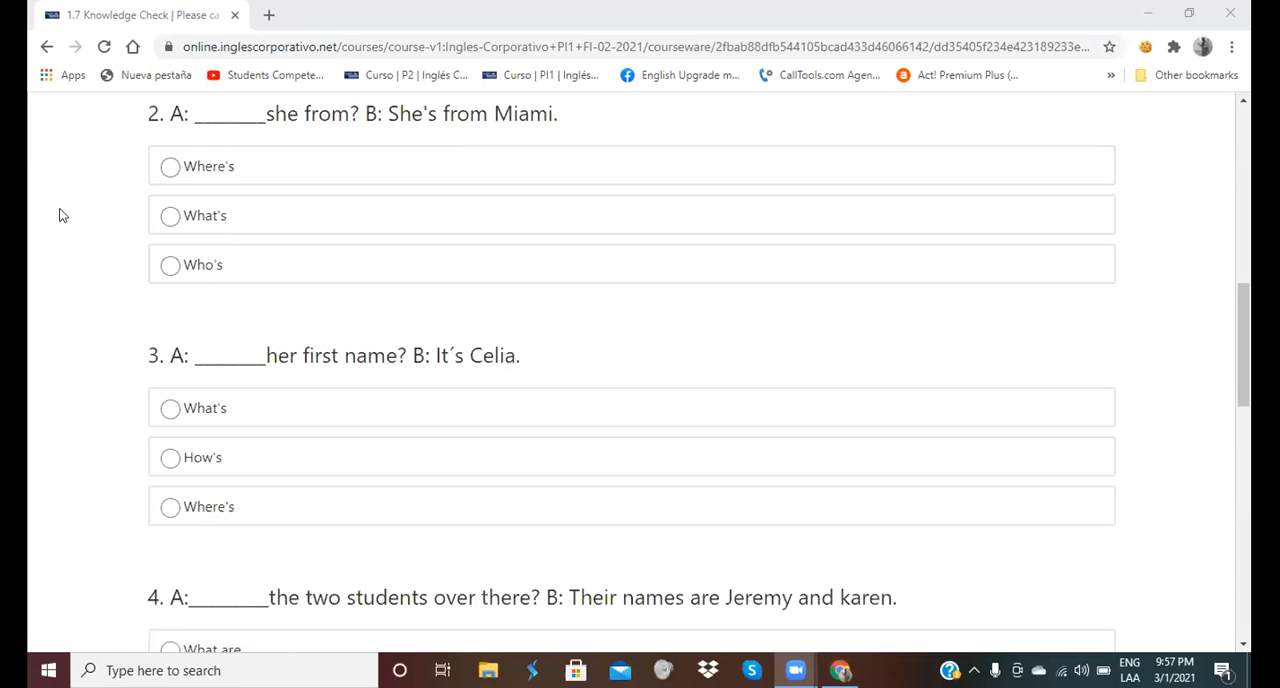 1.7 Knowledge Check | Please ca
online.inglescorporativo.net/courses/course-v1:Ingles-Corporativo+PI1+FI-02-2021/courseware/2fbab88dfb544105bcad433d46066142/dd35405f234e423189233e...
Apps Nueva pestaña Students Compete... Curso | P2 | Inglés C... Curso | PI1 | Inglés... English Upgrade m... CallTools.com Agen... Act! Premium Plus (... » Other bookmarks
2. A: ________she from? B: She's from Miami.
Where's
What's
Who's
3. A: ________her first name? B: It´s Celia.
What's
How's
Where's
4. A:_________the two students over there? B: Their names are Jeremy and karen.
What are
Type here to search
ENG 9:57 PM
LAA 3/1/2021